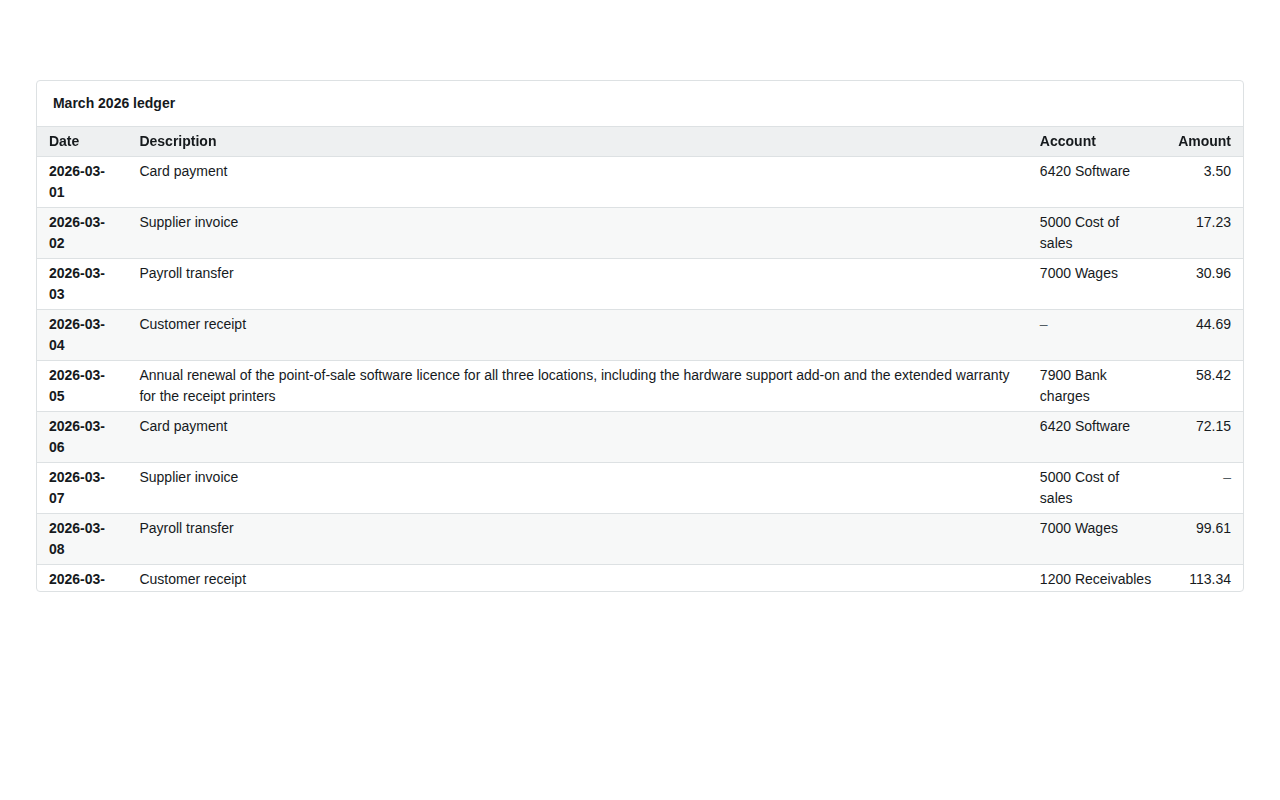 March 2026 ledger
Date Description Account Amount
2026-03- Card payment 6420 Software 3.50
01
2026-03- Supplier invoice 5000 Cost of 17.23
02 sales
2026-03- Payroll transfer 7000 Wages 30.96
03
2026-03- Customer receipt – 44.69
04
2026-03- Annual renewal of the point-of-sale software licence for all three locations, including the hardware support add-on and the extended warranty 7900 Bank 58.42
05 for the receipt printers charges
2026-03- Card payment 6420 Software 72.15
06
2026-03- Supplier invoice 5000 Cost of –
07 sales
2026-03- Payroll transfer 7000 Wages 99.61
08
2026-03- Customer receipt 1200 Receivables 113.34